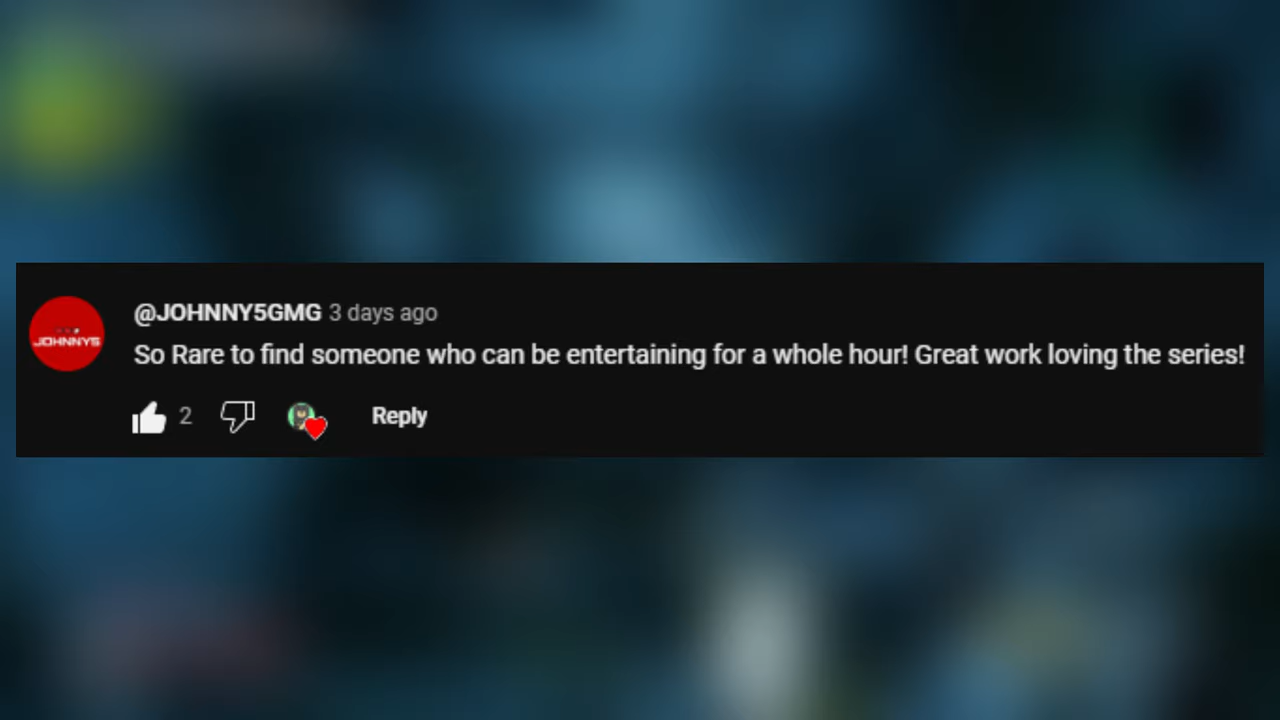 @JOHNNY5GMG 3 days ago
JOHNNY5
So Rare to find someone who can be entertaining for a whole hour! Great work loving the series!
2
Reply